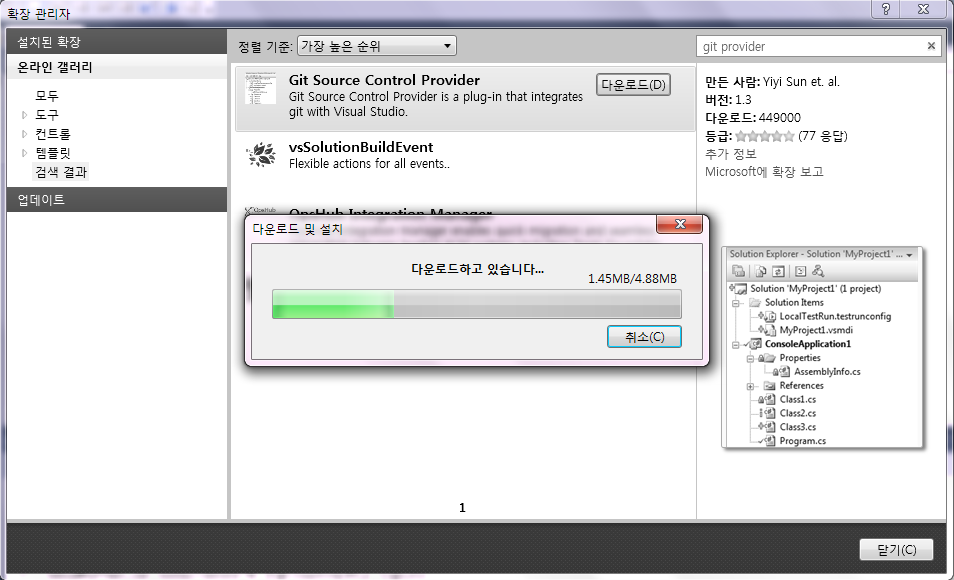 확장 관리자
설치된 확장
온라인 갤러리
모두
도구
컨트롤
템플릿
검색 결과
업데이트
정렬 기준: 가장 높은 순위
Git Source Control Provider
Git Source Control Provider is a plug-in that integrates
git with Visual Studio.
다운로드(D)
vsSolutionBuildEvent
Flexible actions for all events..
OpsHub Integration Manager
다운로드 및 설치
다운로드하고 있습니다...
1.45MB/4.88MB
취소(C)
1
git provider
만든 사람: Yiyi Sun et. al.
버전: 1.3
다운로드: 449000
등급: (77 응답)
추가 정보
Microsoft에 확장 보고
Solution Explorer - Solution 'MyProject1' ...
Solution 'MyProject1' (1 project)
Solution Items
LocalTestRun.testrunconfig
MyProject1.vsmdi
ConsoleApplication1
Properties
AssemblyInfo.cs
References
Class1.cs
Class2.cs
Class3.cs
Program.cs
닫기(C)